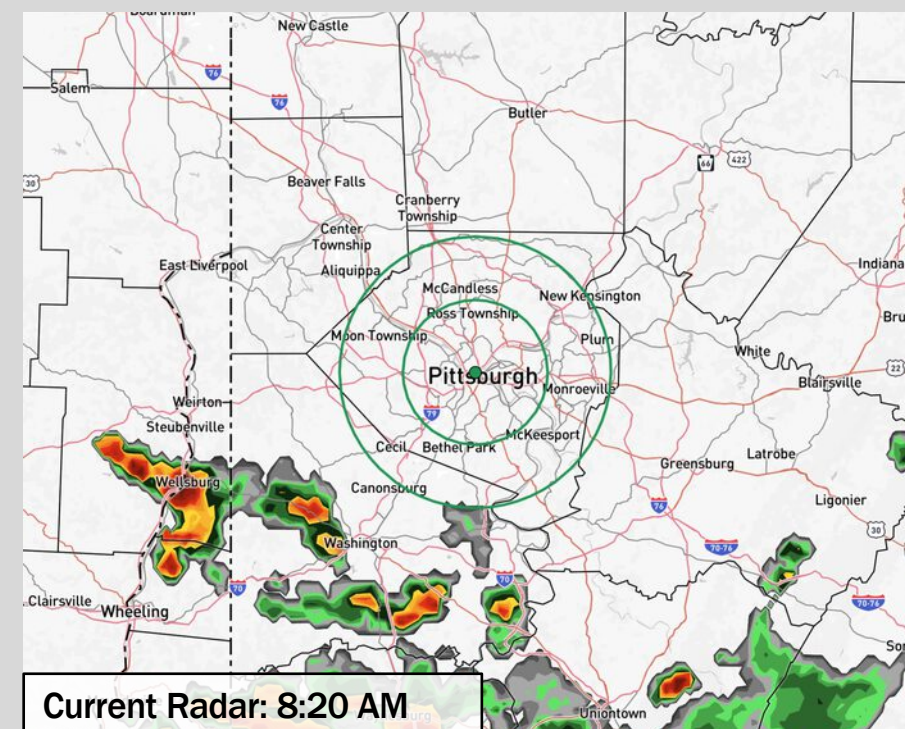 New Castle
76
Salem
76
Butler
66
422
30
Beaver Falls
Cranberry
Township
Center
Township
East Liverpool
Aliquippa
Indiana
McCandless
New Kensington
Ross Township
Moon Township
Plum
White
22
Pittsburgh
Blairsville
Monroeville
Weirton
79
Steubenville
McKeesport
Cecil
Bethel Park
Latrobe
Greensburg
Wellsburg
Canonsburg
Ligonier
76
30
Washington
70-76
70
70
Clairsville
Wheeling
70-76
Uniontown
Current Radar: 8:20 AM